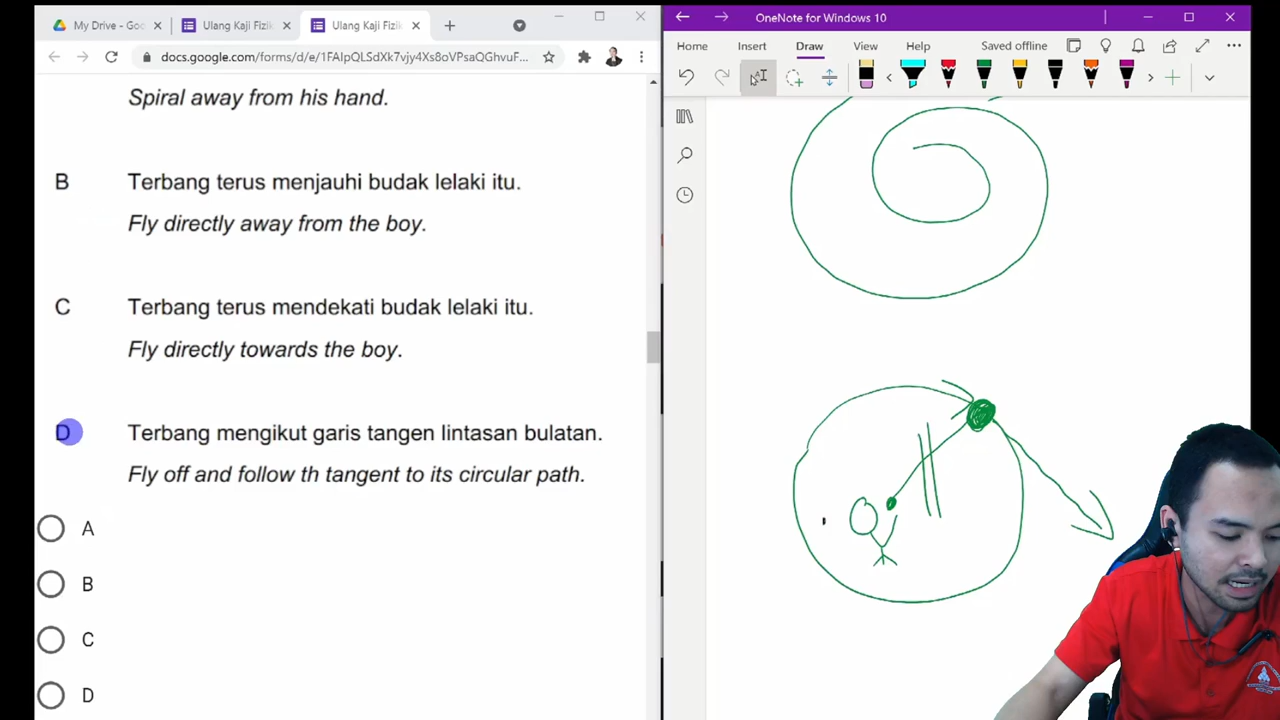 My Drive - Goo
Ulang Kaji Fizik
Ulang Kaji Fizik
docs.google.com/forms/d/e/1FAIpQLSdXk7vjy4Xs8oVPsaQGhvuF...
OneNote for Windows 10
Home
Insert
Draw
View
Help
Saved offline
Spiral away from his hand.
B Terbang terus menjauhi budak lelaki itu.
Fly directly away from the boy.
C Terbang terus mendekati budak lelaki itu.
Fly directly towards the boy.
D Terbang mengikut garis tangen lintasan bulatan.
Fly off and follow th tangent to its circular path.
A
B
C
D